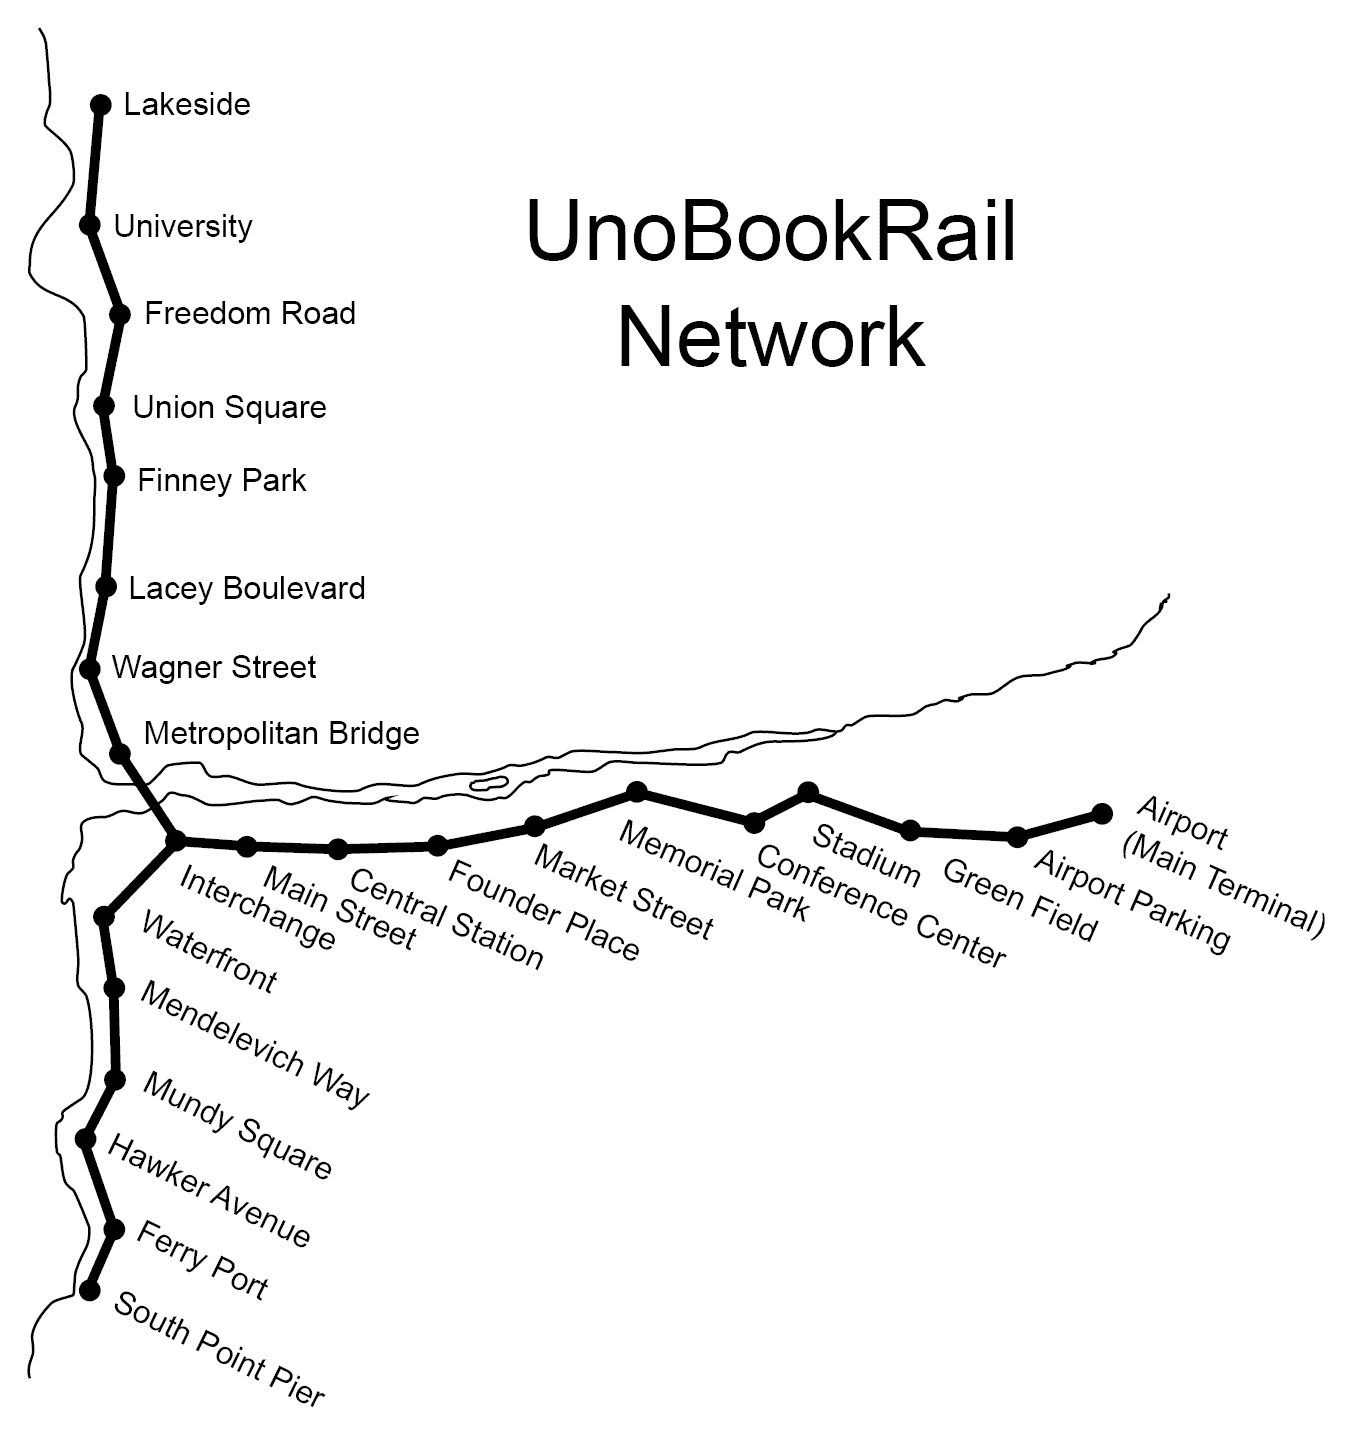 Lakeside
University
UnoBookRail
Network
Freedom Road
Union Square
Finney Park
Lacey Boulevard
Wagner Street
Metropolitan Bridge
Interchange
Main Street
Central Station
Founder Place
Market Street
Memorial Park
Conference Center
Stadium
Green Field
Airport Parking
Airport
(Main Terminal)
Waterfront
Mendelevich Way
Mundy Square
Hawker Avenue
Ferry Port
South Point Pier